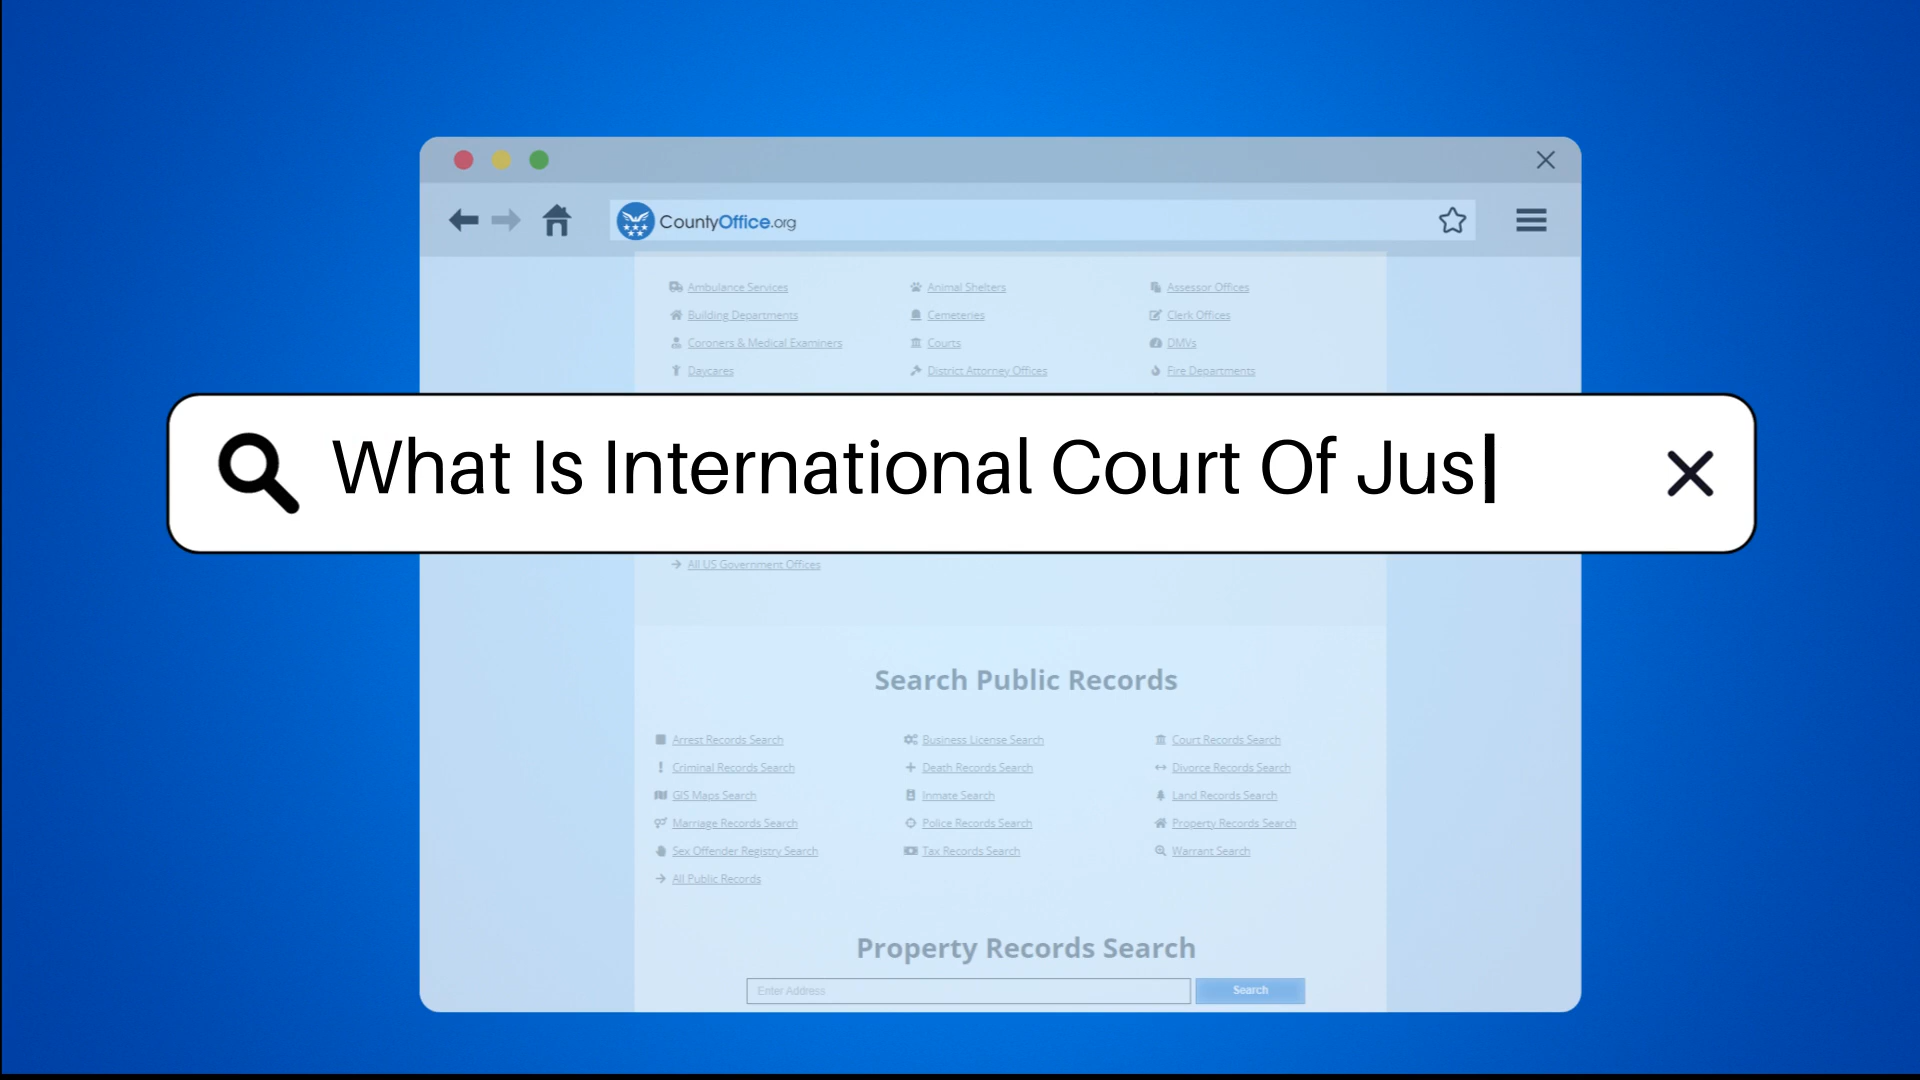 CountyOffice.org
Ambulance Services Animal Shelters Assessor Offices
Building Departments Cemeteries Clerk Offices
Coroners & Medical Examiners Courts DMVs
Daycares District Attorney Offices Fire Departments
What Is International Court Of Jus
All US Government Offices
Search Public Records
Arrest Records Search Business License Search Court Records Search
Criminal Records Search Death Records Search Divorce Records Search
GIS Maps Search Inmate Search Land Records Search
Marriage Records Search Police Records Search Property Records Search
Sex Offender Registry Search Tax Records Search Warrant Search
All Public Records
Property Records Search
Enter Address Search